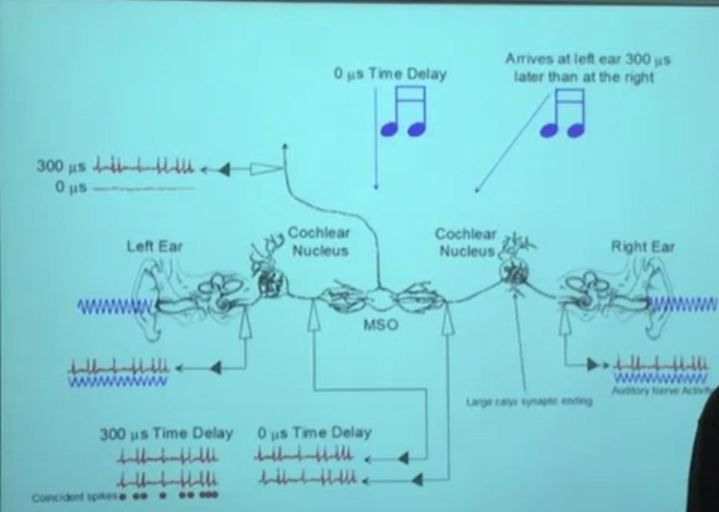 0 µs Time Delay
Arrives at left ear 300 µs
later than at the right
300 µs
0 µs
Left Ear
Cochlear
Nucleus
Cochlear
Nucleus
Right Ear
MSO
Large calyx synaptic ending
Auditory Nerve Activity
300 µs Time Delay
0 µs Time Delay
Coincident spikes